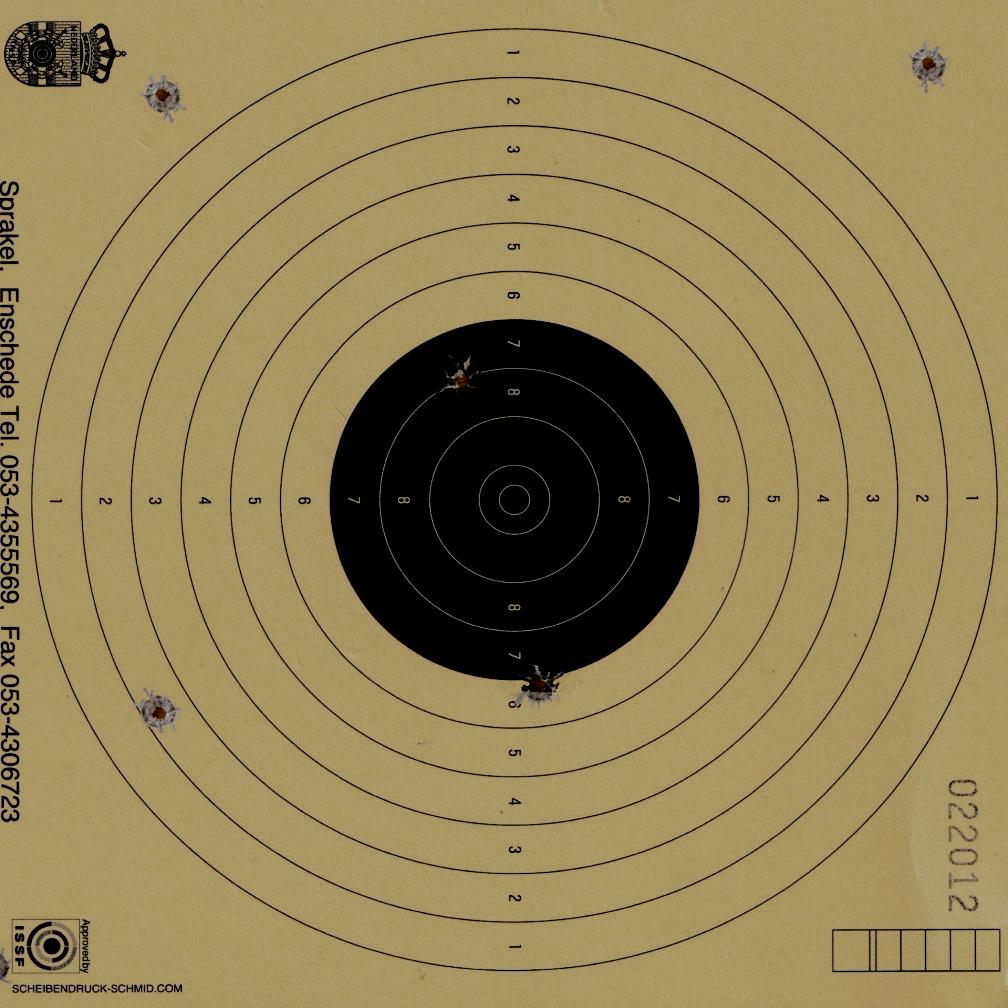 NEDERLAND
Sprakel, Enschede Tel. 053-4355569, Fax 053-4306723
1
2
3
4
5
6
7
8
1 2 3 4 5 6 7 8 8 7 6 5 4 3 2 1
8
7
6
5
4
3
2
1
022012
ISSF
Approved by
SCHEIBENDRUCK-SCHMID.COM